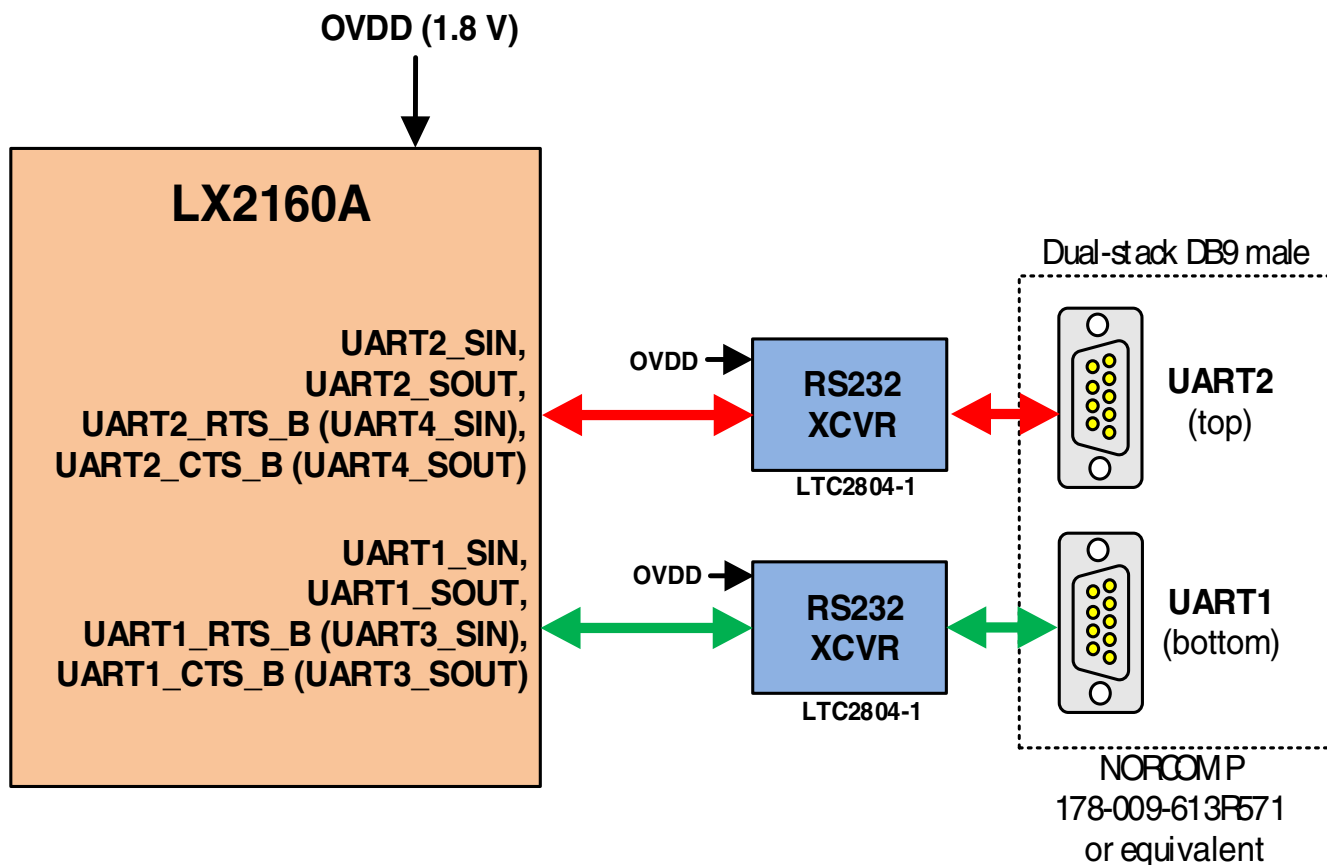 OVDD (1.8 V)
LX2160A
UART2_SIN,
UART2_SOUT,
UART2_RTS_B (UART4_SIN),
UART2_CTS_B (UART4_SOUT)
UART1_SIN,
UART1_SOUT,
UART1_RTS_B (UART3_SIN),
UART1_CTS_B (UART3_SOUT)
OVDD
RS232
XCVR
LTC2804-1
OVDD
RS232
XCVR
LTC2804-1
Dual-stack DB9 male
UART2
(top)
UART1
(bottom)
NORCOMP
178-009-613R571
or equivalent